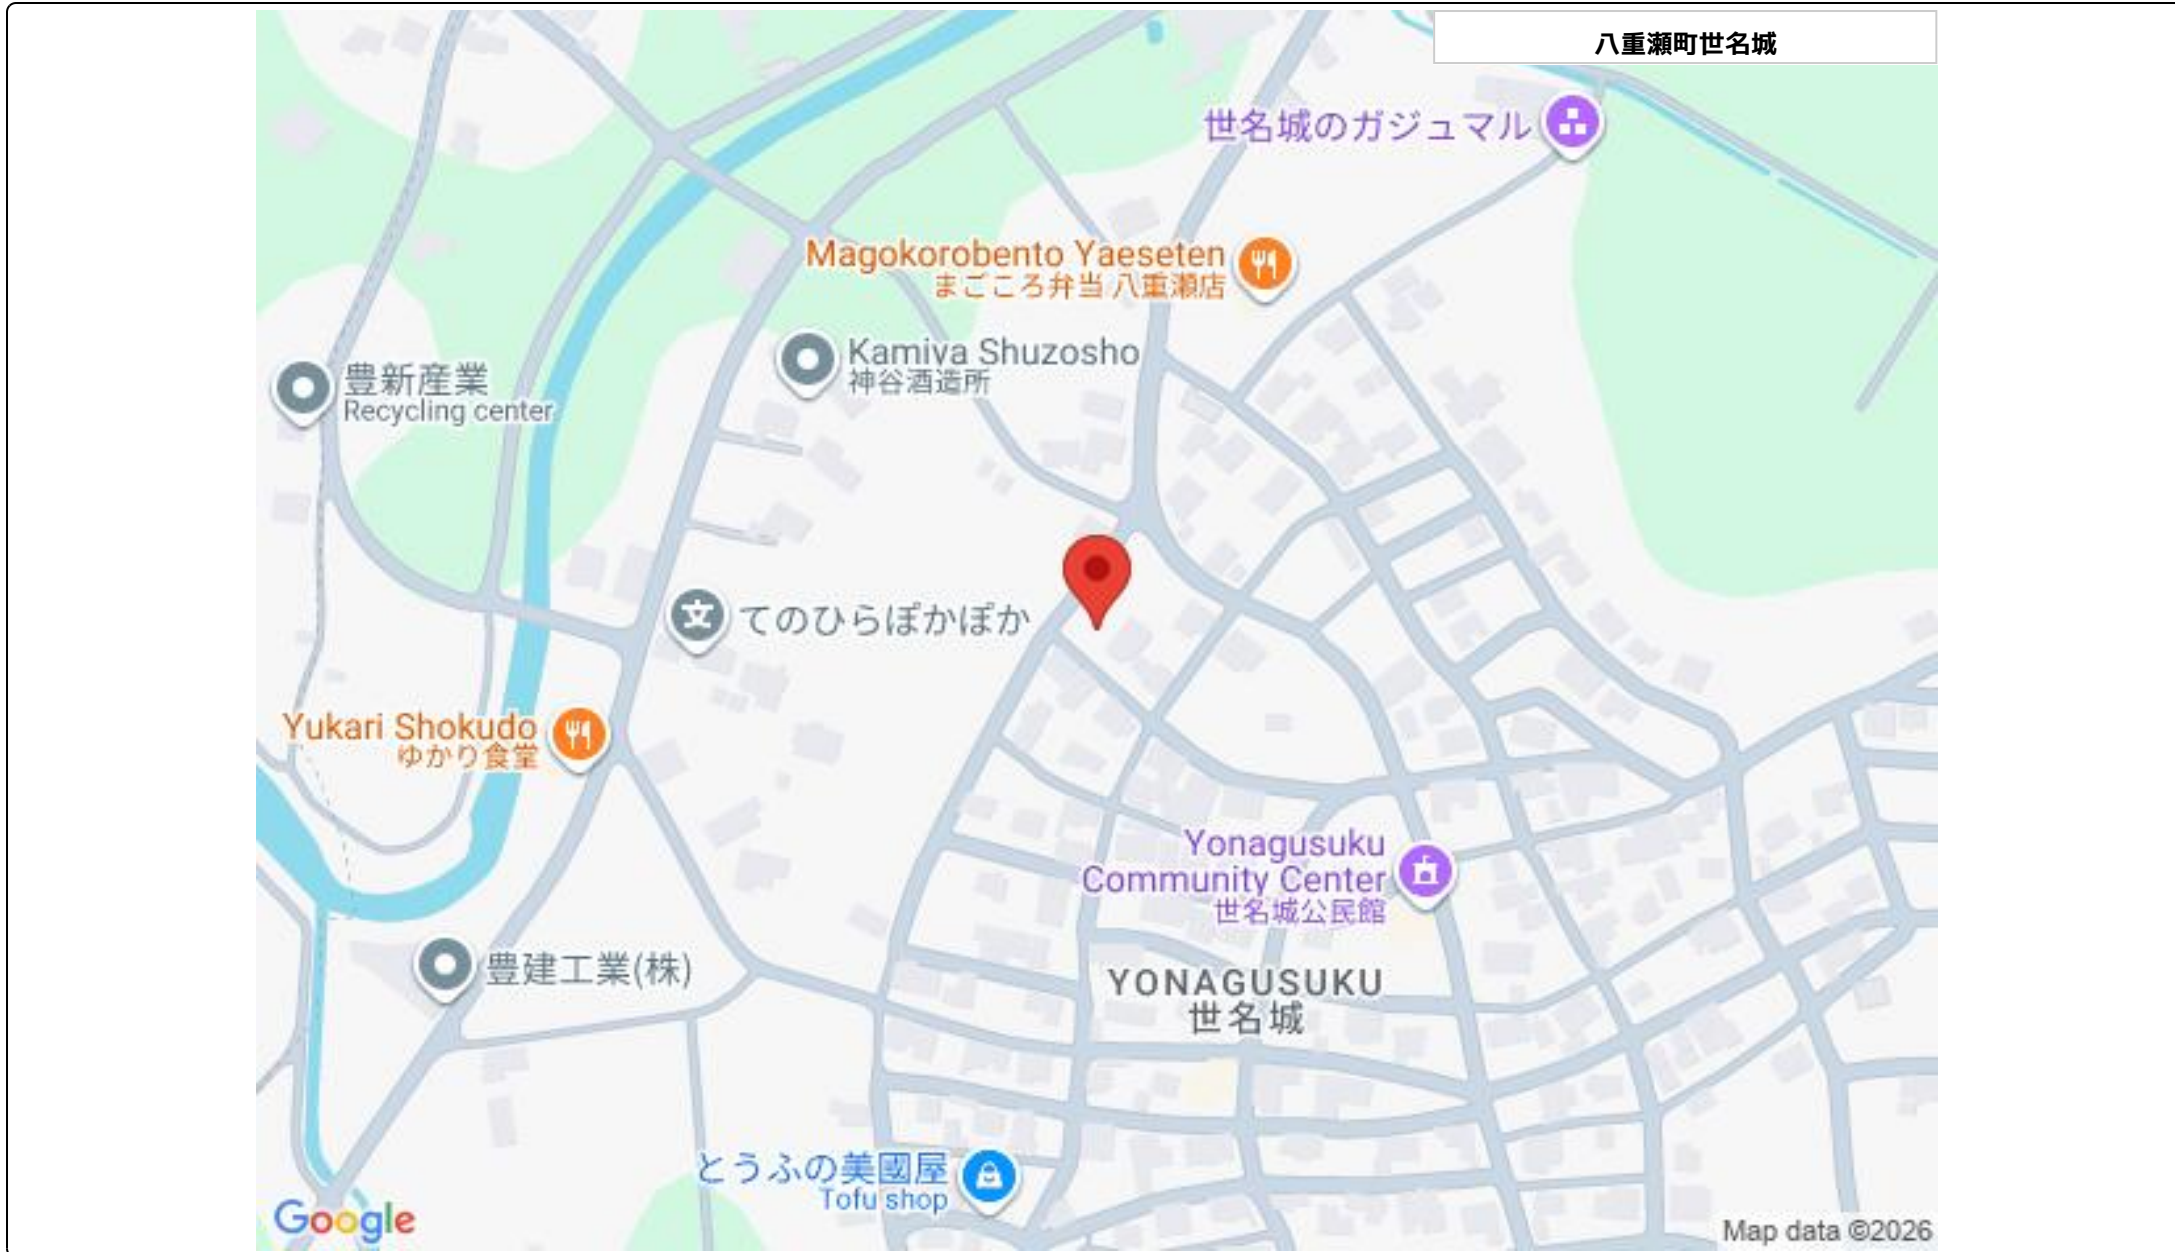 八重瀬町世名城
世名城のガジュマル
Magokorobento Yaeseten
まごころ弁当 八重瀬店
Kamiya Shuzosho
神谷酒造所
豊新産業
Recycling center
てのひらぽかぽか
Yukari Shokudo
ゆかり食堂
Yonagusuku
Community Center
世名城公民館
豊建工業(株)
YONAGUSUKU
世名城
とうふの美國屋
Tofu shop
Google
Map data ©2026